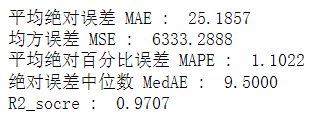 平均绝对误差 MAE : 25.1857
均方误差 MSE : 6333.2888
平均绝对百分比误差 MAPE : 1.1022
绝对误差中位数 MedAE : 9.5000
R2_socre : 0.9707